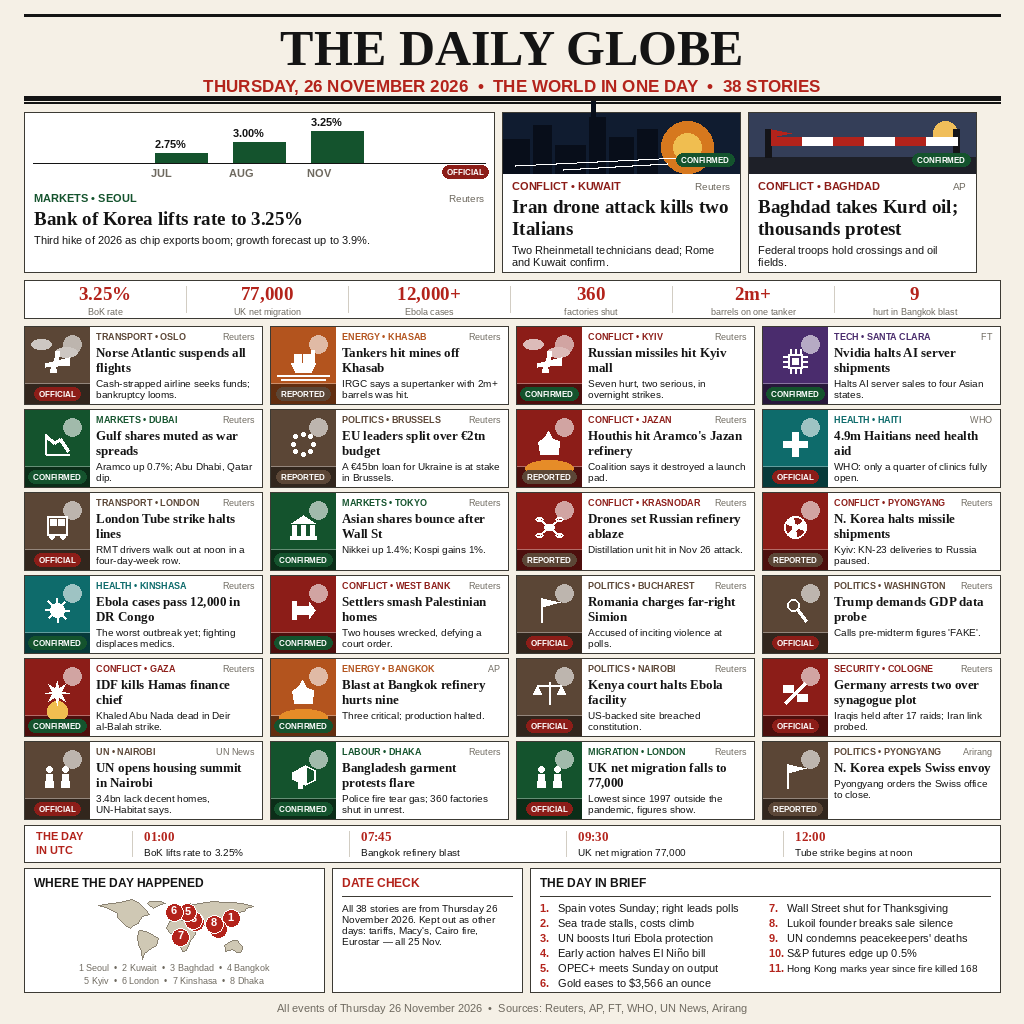 THE DAILY GLOBE
THURSDAY, 26 NOVEMBER 2026 • THE WORLD IN ONE DAY • 38 STORIES
2.75%
3.00%
3.25%
JUL
AUG
NOV
OFFICIAL
MARKETS • SEOUL
Reuters
Bank of Korea lifts rate to 3.25%
Third hike of 2026 as chip exports boom; growth forecast up to 3.9%.
CONFIRMED
CONFLICT • KUWAIT
Reuters
Iran drone attack kills two
Italians
Two Rheinmetall technicians dead; Rome
and Kuwait confirm.
CONFIRMED
CONFLICT • BAGHDAD
AP
Baghdad takes Kurd oil;
thousands protest
Federal troops hold crossings and oil
fields.
3.25%
BoK rate
77,000
UK net migration
12,000+
Ebola cases
360
factories shut
2m+
barrels on one tanker
9
hurt in Bangkok blast
TRANSPORT • OSLO
Reuters
Norse Atlantic suspends all
flights
Cash-strapped airline seeks funds;
bankruptcy looms.
OFFICIAL
ENERGY • KHASAB
Reuters
Tankers hit mines off
Khasab
IRGC says a supertanker with 2m+
barrels was hit.
REPORTED
CONFLICT • KYIV
Reuters
Russian missiles hit Kyiv
mall
Seven hurt, two serious, in
overnight strikes.
CONFIRMED
TECH • SANTA CLARA
FT
Nvidia halts AI server
shipments
Halts AI server sales to four Asian
states.
CONFIRMED
MARKETS • DUBAI
Reuters
Gulf shares muted as war
spreads
Aramco up 0.7%; Abu Dhabi, Qatar
dip.
CONFIRMED
POLITICS • BRUSSELS
Reuters
EU leaders split over €2tn
budget
A €45bn loan for Ukraine is at stake
in Brussels.
REPORTED
CONFLICT • JAZAN
Reuters
Houthis hit Aramco's Jazan
refinery
Coalition says it destroyed a launch
pad.
REPORTED
HEALTH • HAITI
WHO
4.9m Haitians need health
aid
WHO: only a quarter of clinics fully
open.
OFFICIAL
TRANSPORT • LONDON
Reuters
London Tube strike halts
lines
RMT drivers walk out at noon in a
four-day-week row.
OFFICIAL
MARKETS • TOKYO
Reuters
Asian shares bounce after
Wall St
Nikkei up 1.4%; Kospi gains 1%.
CONFIRMED
CONFLICT • KRASNODAR
Reuters
Drones set Russian refinery
ablaze
Distillation unit hit in Nov 26 attack.
REPORTED
CONFLICT • PYONGYANG
Reuters
N. Korea halts missile
shipments
Kyiv: KN-23 deliveries to Russia
paused.
REPORTED
HEALTH • KINSHASA
Reuters
Ebola cases pass 12,000 in
DR Congo
The worst outbreak yet; fighting
displaces medics.
CONFIRMED
CONFLICT • WEST BANK
Reuters
Settlers smash Palestinian
homes
Two houses wrecked, defying a
court order.
CONFIRMED
POLITICS • BUCHAREST
Reuters
Romania charges far-right
Simion
Accused of inciting violence at
polls.
OFFICIAL
POLITICS • WASHINGTON
Reuters
Trump demands GDP data
probe
Calls pre-midterm figures 'FAKE'.
OFFICIAL
CONFLICT • GAZA
Reuters
IDF kills Hamas finance
chief
Khaled Abu Nada dead in Deir
al-Balah strike.
CONFIRMED
ENERGY • BANGKOK
AP
Blast at Bangkok refinery
hurts nine
Three critical; production halted.
CONFIRMED
POLITICS • NAIROBI
Reuters
Kenya court halts Ebola
facility
US-backed site breached
constitution.
OFFICIAL
SECURITY • COLOGNE
Reuters
Germany arrests two over
synagogue plot
Iraqis held after 17 raids; Iran link
probed.
OFFICIAL
UN • NAIROBI
UN News
UN opens housing summit
in Nairobi
3.4bn lack decent homes,
UN-Habitat says.
OFFICIAL
LABOUR • DHAKA
Reuters
Bangladesh garment
protests flare
Police fire tear gas; 360 factories
shut in unrest.
CONFIRMED
MIGRATION • LONDON
Reuters
UK net migration falls to
77,000
Lowest since 1997 outside the
pandemic, figures show.
OFFICIAL
POLITICS • PYONGYANG
Arirang
N. Korea expels Swiss envoy
Pyongyang orders the Swiss office
to close.
REPORTED
THE DAY
IN UTC
01:00
BoK lifts rate to 3.25%
07:45
Bangkok refinery blast
09:30
UK net migration 77,000
12:00
Tube strike begins at noon
WHERE THE DAY HAPPENED
6
5
8
1
7
1 Seoul • 2 Kuwait • 3 Baghdad • 4 Bangkok
5 Kyiv • 6 London • 7 Kinshasa • 8 Dhaka
DATE CHECK
All 38 stories are from Thursday 26
November 2026. Kept out as other
days: tariffs, Macy's, Cairo fire,
Eurostar — all 25 Nov.
THE DAY IN BRIEF
1. Spain votes Sunday; right leads polls
2. Sea trade stalls, costs climb
3. UN boosts Ituri Ebola protection
4. Early action halves El Niño bill
5. OPEC+ meets Sunday on output
6. Gold eases to $3,566 an ounce
7. Wall Street shut for Thanksgiving
8. Lukoil founder breaks sale silence
9. UN condemns peacekeepers' deaths
10. S&P futures edge up 0.5%
11. Hong Kong marks year since fire killed 168
All events of Thursday 26 November 2026 • Sources: Reuters, AP, FT, WHO, UN News, Arirang